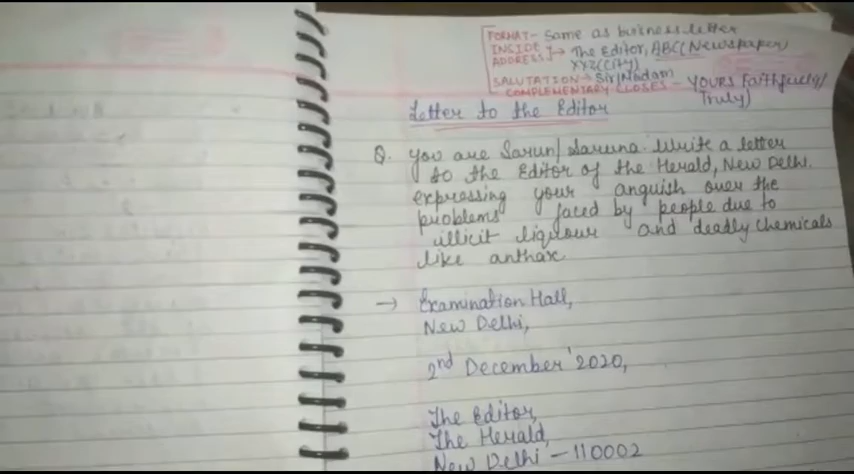 FORMAT- Same as business letter
INSIDE ADDRESS }→ The Editor, ABC (Newspaper)
XYZ (City)
SALUTATION → Sir/Madam
COMPLEMENTARY CLOSES - YOURS Faithfully/
Truly)
Letter to the Editor
Q. You are Sarun/Saruna. Write a letter
to the Editor of the Herald, New Delhi.
expressing your anguish over the
problems faced by people due to
illicit liquour and deadly chemicals
like anthax
→ Examination Hall,
New Delhi,
2nd December '2020,
The Editor,
The Herald,
New Delhi - 110002